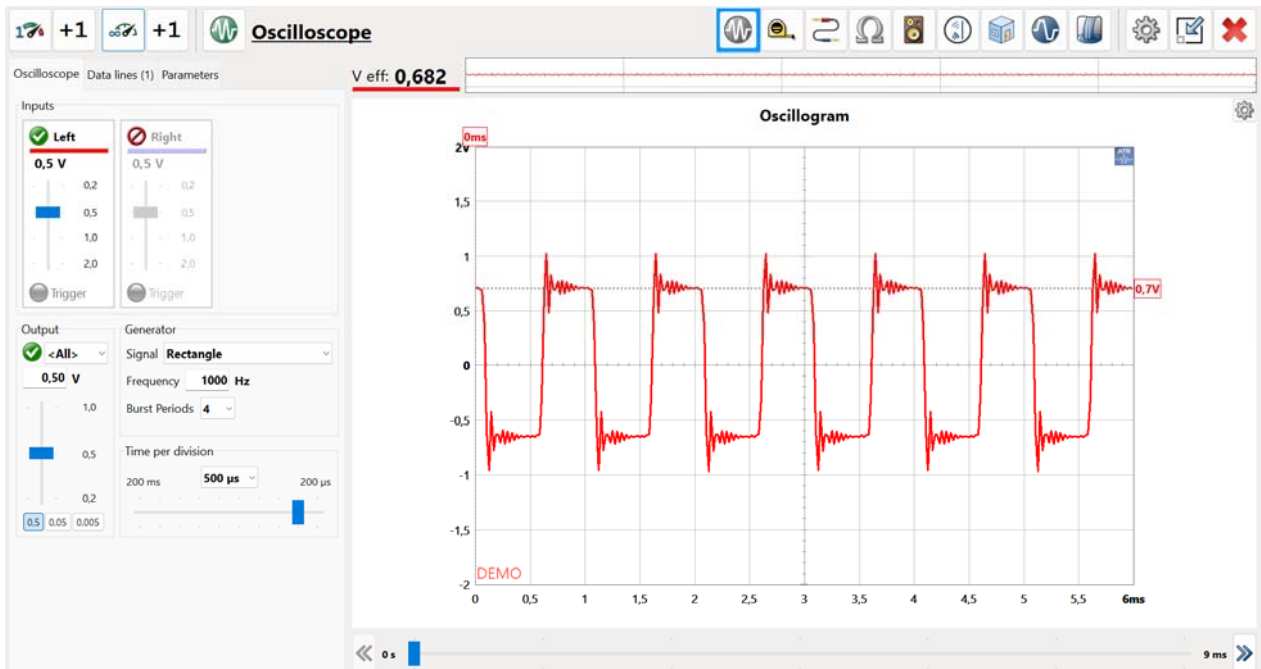 1 +1 ∞ +1 Oscilloscope
Oscilloscope Data lines (1) Parameters
V eff: 0,682
Inputs
Left
0,5 V
0,2
0,5
1,0
2,0
Trigger
Right
0,5 V
0,2
0,5
1,0
2,0
Trigger
Output
<All>
0,50 V
1,0
0,5
0,2
0.5 0.05 0.005
Generator
Signal Rectangle
Frequency 1000 Hz
Burst Periods 4
Time per division
200 ms 500 µs 200 µs
Oscillogram
0ms
ATB
2V
1,5
1
0,7V
0,5
0
-0,5
-1
-1,5
-2
DEMO
0 0,5 1 1,5 2 2,5 3 3,5 4 4,5 5 5,5 6ms
0 s 9 ms